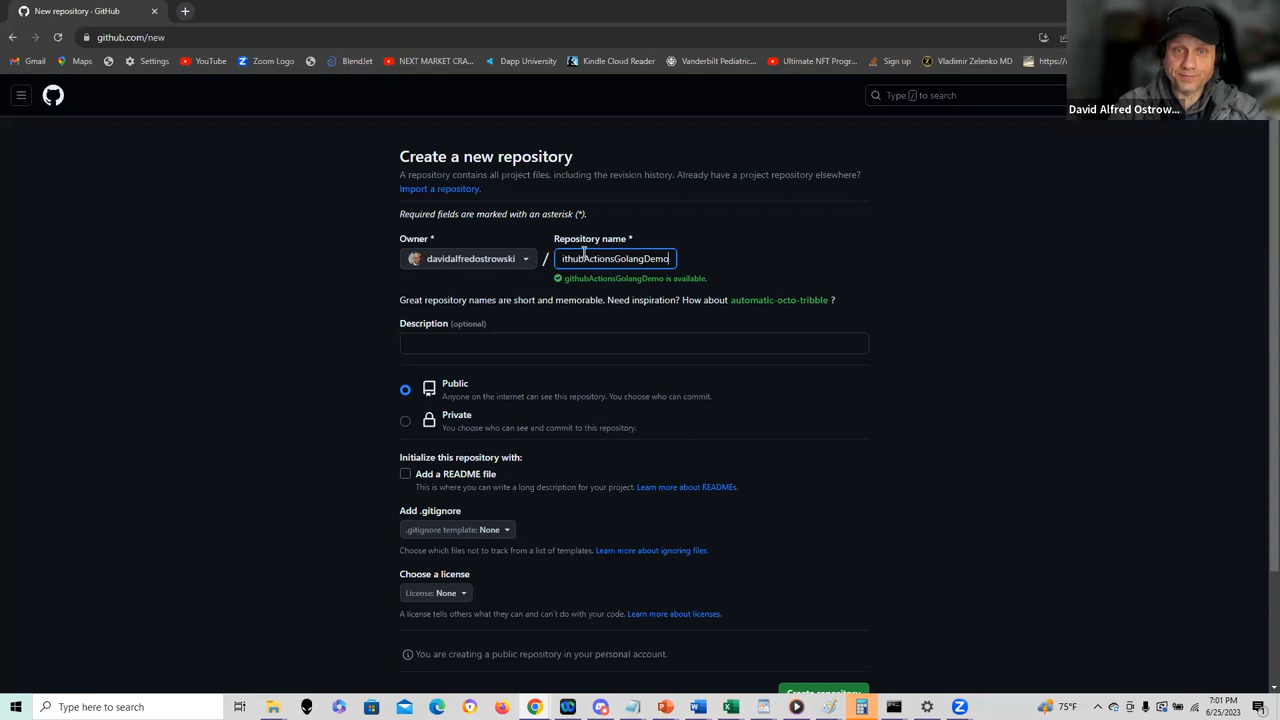 New repository · GitHub
github.com/new
Gmail
Maps
Settings
YouTube
Zoom Logo
BlendJet
NEXT MARKET CRA...
Dapp University
Kindle Cloud Reader
Vanderbilt Pediatric...
Ultimate NFT Progr...
Sign up
Vladimir Zelenko MD
Type / to search
David Alfred Ostrow...
Create a new repository
A repository contains all project files, including the revision history. Already have a project repository elsewhere?
Import a repository.
Required fields are marked with an asterisk (*).
Owner *
Repository name *
davidalfredostrowski
/
ithubActionsGolangDemo
githubActionsGolangDemo is available.
Great repository names are short and memorable. Need inspiration? How about automatic-octo-tribble ?
Description (optional)
Public
Anyone on the internet can see this repository. You choose who can commit.
Private
You choose who can see and commit to this repository.
Initialize this repository with:
Add a README file
This is where you can write a long description for your project. Learn more about READMEs.
Add .gitignore
.gitignore template: None
Choose which files not to track from a list of templates. Learn more about ignoring files.
Choose a license
License: None
A license tells others what they can and can't do with your code. Learn more about licenses.
You are creating a public repository in your personal account.
Create repository
Type here to search
75°F
7:01 PM
6/25/2023